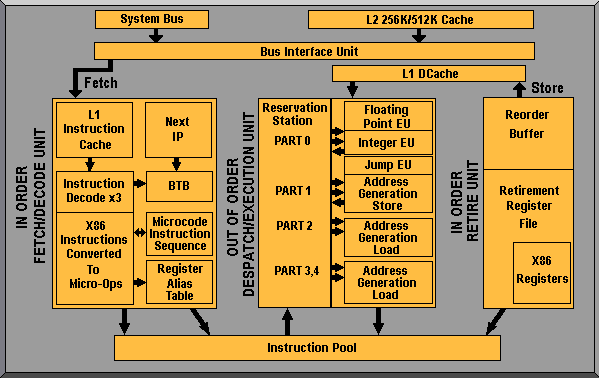 System Bus
L2 256K/512K Cache
Bus Interface Unit
Fetch
L1 DCache
Store
IN ORDER
FETCH/DECODE UNIT
L1
Instruction
Cache
Next
IP
Instruction
Decode x3
BTB
X86
Instructions
Converted
To
Micro-Ops
Microcode
Instruction
Sequence
Register
Alias
Table
OUT OF ORDER
DESPATCH/EXECUTION UNIT
Reservation
Station
PART 0
PART 1
PART 2
PART 3,4
Floating
Point EU
Integer EU
Jump EU
Address
Generation
Store
Address
Generation
Load
Address
Generation
Load
IN ORDER
RETIRE UNIT
Reorder
Buffer
Retirement
Register
File
X86
Registers
Instruction Pool